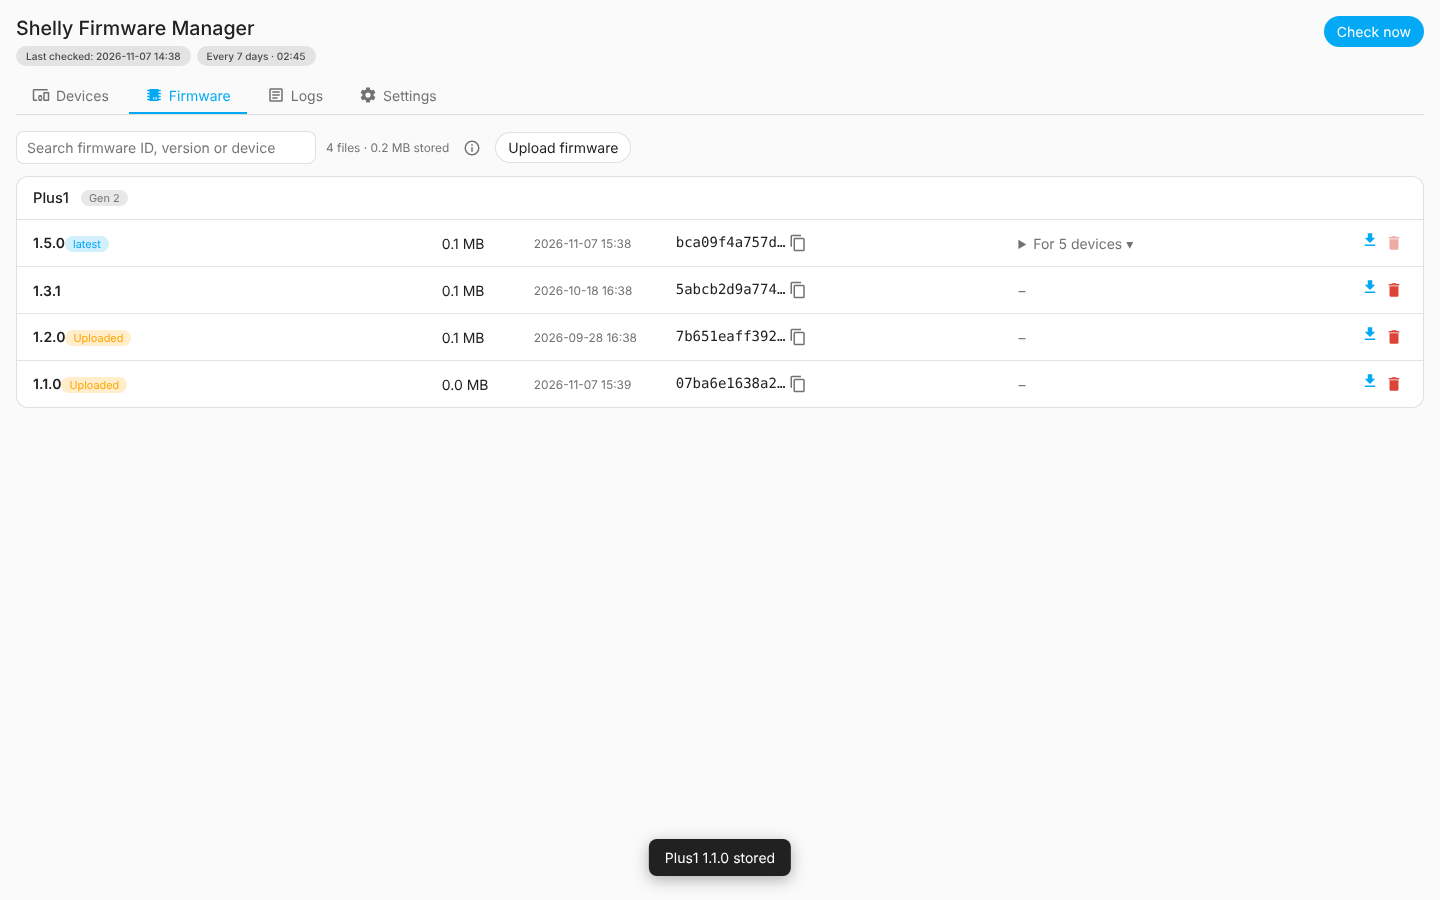 Shelly Firmware Manager
Check now
Last checked: 2026-11-07 14:38 Every 7 days · 02:45
Devices Firmware Logs Settings
Search firmware ID, version or device 4 files · 0.2 MB stored Upload firmware
Plus1 Gen 2
1.5.0 latest 0.1 MB 2026-11-07 15:38 bca09f4a757d… ▶ For 5 devices ▾
1.3.1 0.1 MB 2026-10-18 16:38 5abcb2d9a774… –
1.2.0 Uploaded 0.1 MB 2026-09-28 16:38 7b651eaff392… –
1.1.0 Uploaded 0.0 MB 2026-11-07 15:39 07ba6e1638a2… –
Plus1 1.1.0 stored